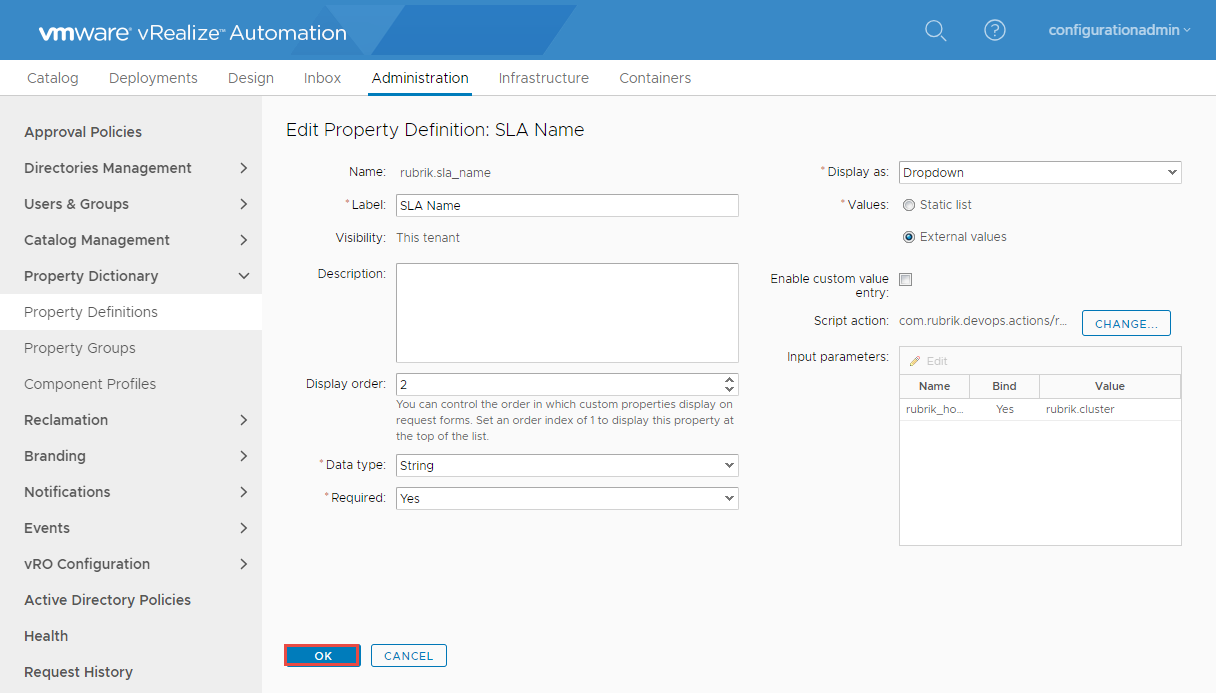 vmware vRealize™ Automation
configurationadmin
Catalog Deployments Design Inbox Administration Infrastructure Containers
Approval Policies
Directories Management
Users & Groups
Catalog Management
Property Dictionary
Property Definitions
Property Groups
Component Profiles
Reclamation
Branding
Notifications
Events
vRO Configuration
Active Directory Policies
Health
Request History
Edit Property Definition: SLA Name
Name: rubrik.sla_name
* Label: SLA Name
Visibility: This tenant
Description:
Display order: 2
You can control the order in which custom properties display on
request forms. Set an order index of 1 to display this property at
the top of the list.
* Data type: String
* Required: Yes
* Display as: Dropdown
* Values: Static list
External values
Enable custom value
entry:
Script action: com.rubrik.devops.actions/r... CHANGE...
Input parameters: Edit
Name Bind Value
rubrik_ho... Yes rubrik.cluster
OK CANCEL